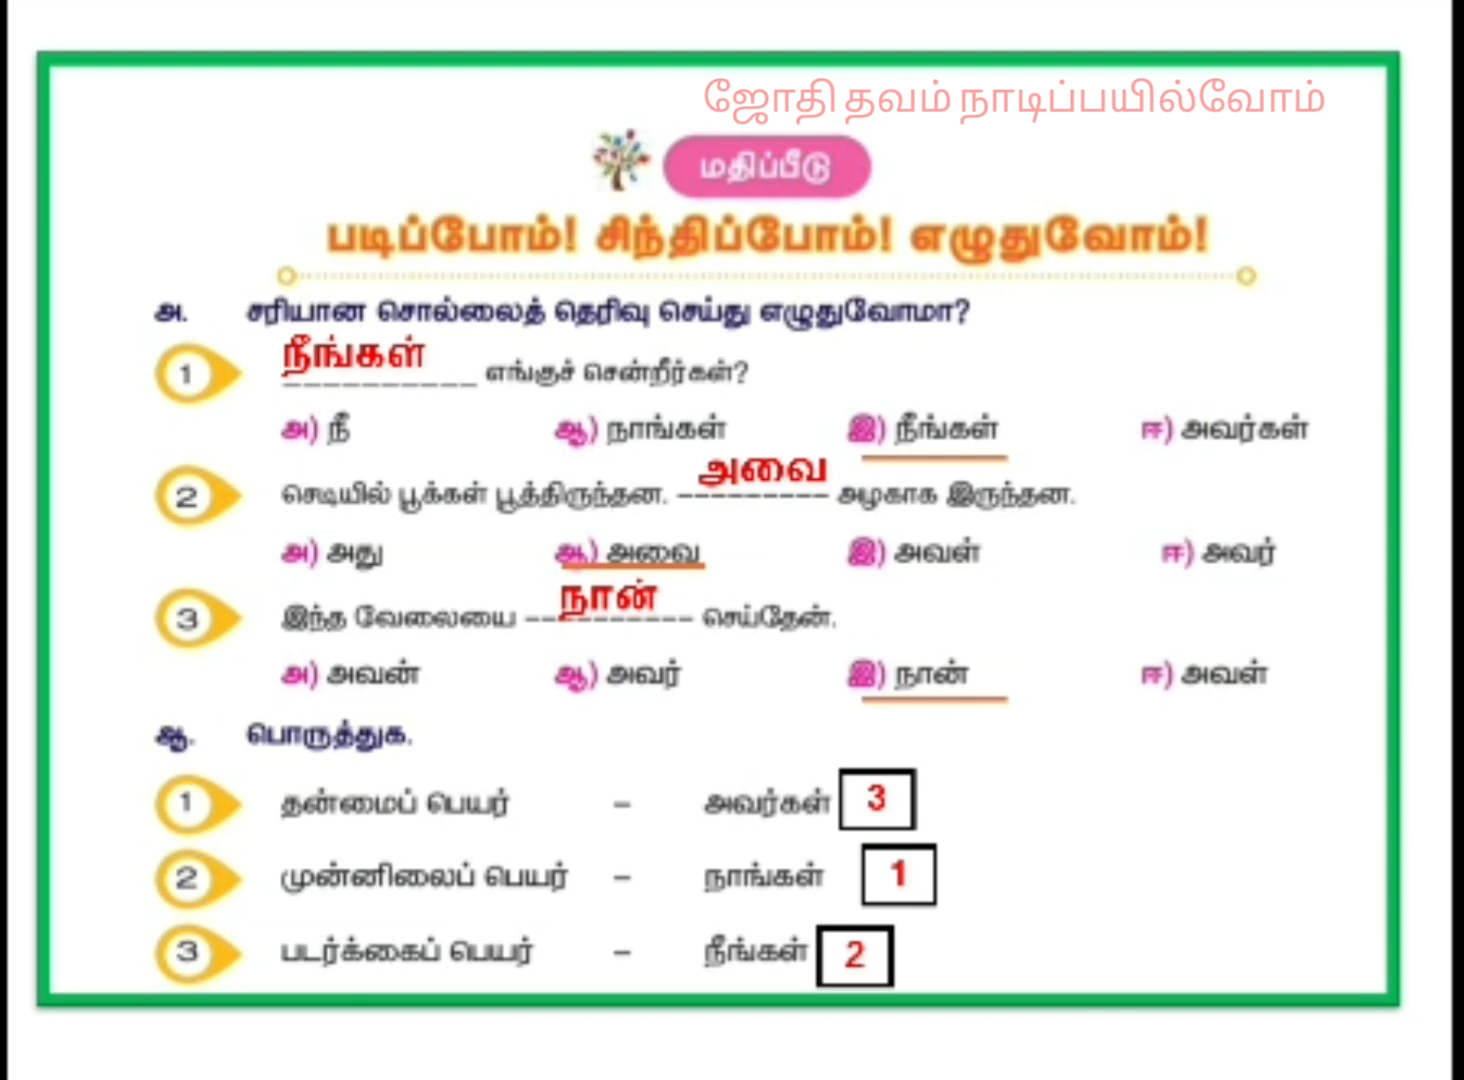 ஜோதி தவம் நாடிப்பயில்வோம்
மதிப்பீடு
படிப்போம்! சிந்திப்போம்! எழுதுவோம்!
அ. சரியான சொல்லைத் தெரிவு செய்து எழுதுவோமா?
1 நீங்கள் __________ எங்குச் சென்றீர்கள்?
அ) நீ ஆ) நாங்கள் இ) நீங்கள் ஈ) அவர்கள்
2 செடியில் பூக்கள் பூத்திருந்தன. அவை --------- அழகாக இருந்தன.
அ) அது ஆ) அவை இ) அவள் ஈ) அவர்
3 இந்த வேலையை நான் ---------- செய்தேன்.
அ) அவன் ஆ) அவர் இ) நான் ஈ) அவள்
ஆ. பொருத்துக.
1 தன்மைப் பெயர் – அவர்கள் 3
2 முன்னிலைப் பெயர் – நாங்கள் 1
3 படர்க்கைப் பெயர் – நீங்கள் 2